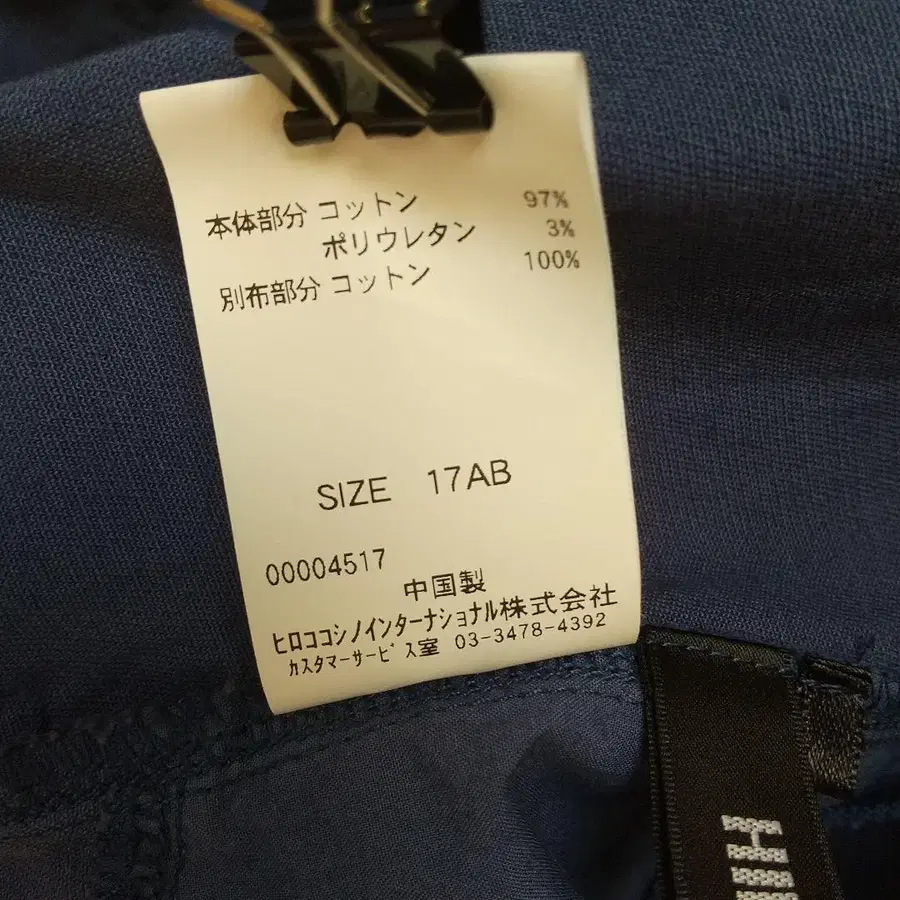 本体部分 コットン 97%
ポリウレタン 3%
別布部分 コットン 100%
SIZE 17AB
00004517
中国製
ヒロココシノインターナショナル株式会社
カスタマーサービス室 03-3478-4392